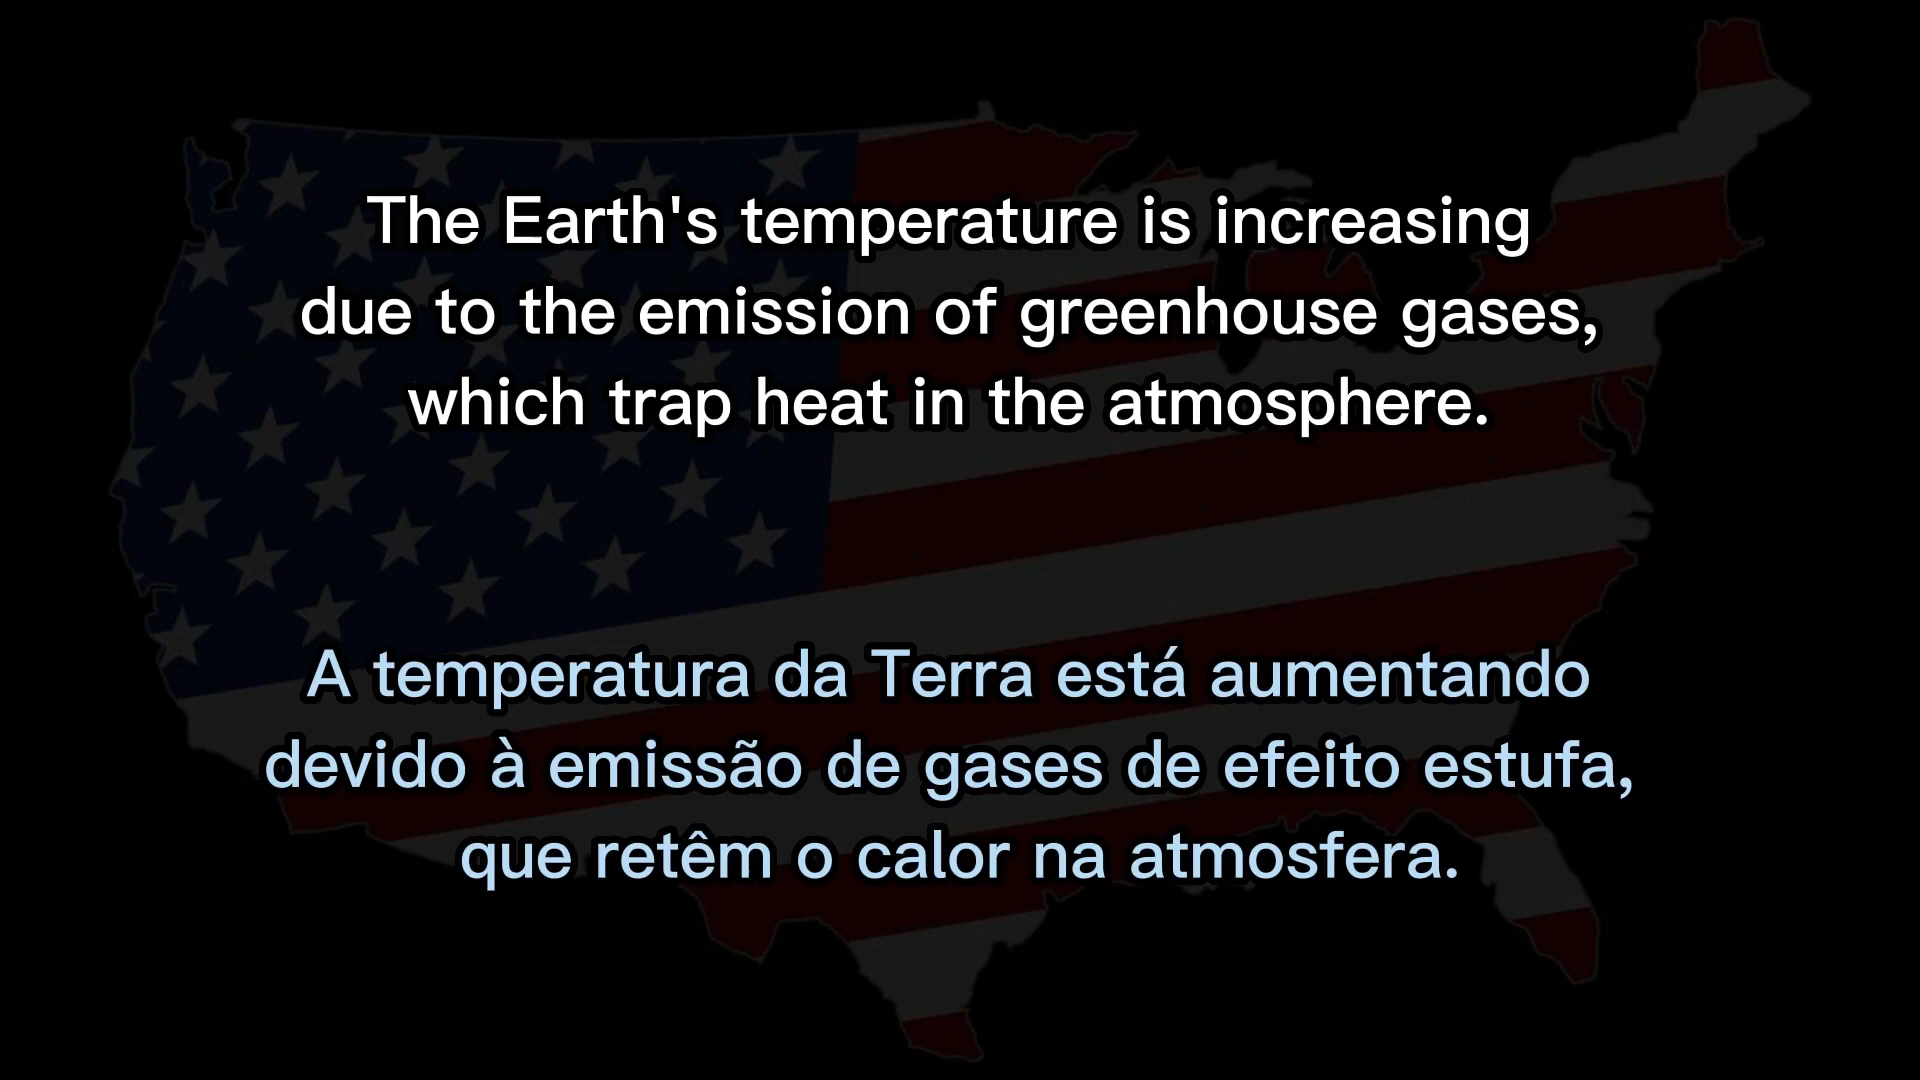 The Earth's temperature is increasing
due to the emission of greenhouse gases,
which trap heat in the atmosphere.
A temperatura da Terra está aumentando
devido à emissão de gases de efeito estufa,
que retêm o calor na atmosfera.